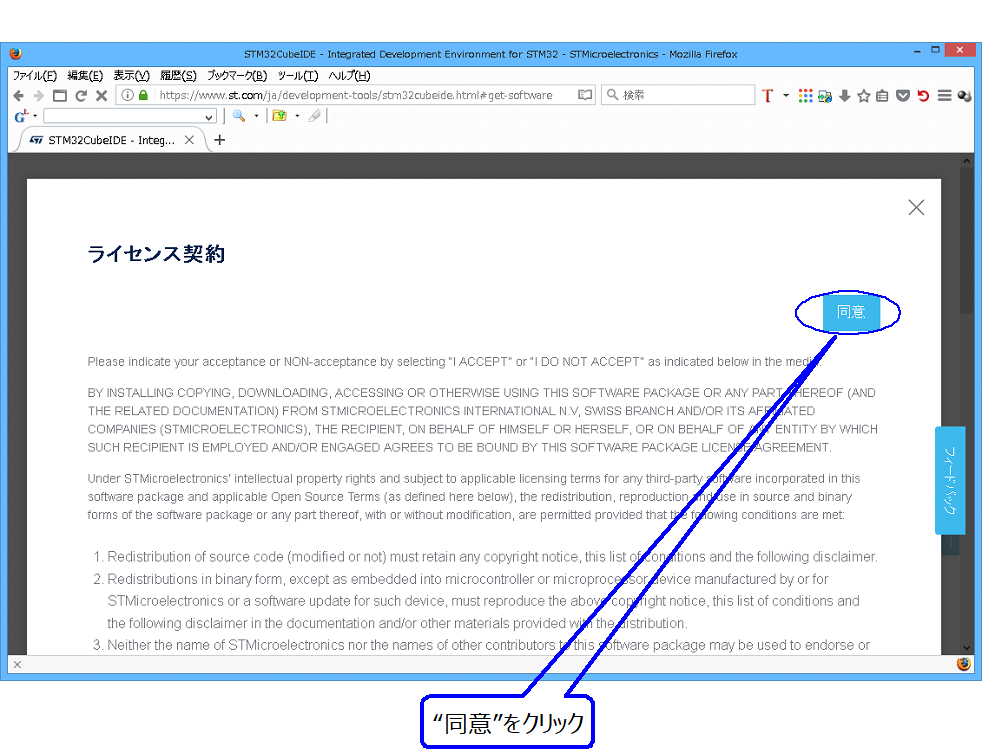 STM32CubeIDE - Integrated Development Environment for STM32 - STMicroelectronics - Mozilla Firefox
ファイル(F) 編集(E) 表示(V) 履歴(S) ブックマーク(B) ツール(T) ヘルプ(H)
https://www.st.com/ja/development-tools/stm32cubeide.html#get-software
検索
STM32CubeIDE - Integ...
ライセンス契約
同意
Please indicate your acceptance or NON-acceptance by selecting "I ACCEPT" or "I DO NOT ACCEPT" as indicated below in the media.
BY INSTALLING COPYING, DOWNLOADING, ACCESSING OR OTHERWISE USING THIS SOFTWARE PACKAGE OR ANY PART THEREOF (AND
THE RELATED DOCUMENTATION) FROM STMICROELECTRONICS INTERNATIONAL N.V, SWISS BRANCH AND/OR ITS AFFILIATED
COMPANIES (STMICROELECTRONICS), THE RECIPIENT, ON BEHALF OF HIMSELF OR HERSELF, OR ON BEHALF OF ANY ENTITY BY WHICH
SUCH RECIPIENT IS EMPLOYED AND/OR ENGAGED AGREES TO BE BOUND BY THIS SOFTWARE PACKAGE LICENSE AGREEMENT.
Under STMicroelectronics' intellectual property rights and subject to applicable licensing terms for any third-party software incorporated in this
software package and applicable Open Source Terms (as defined here below), the redistribution, reproduction and use in source and binary
forms of the software package or any part thereof, with or without modification, are permitted provided that the following conditions are met:
1. Redistribution of source code (modified or not) must retain any copyright notice, this list of conditions and the following disclaimer.
2. Redistributions in binary form, except as embedded into microcontroller or microprocessor device manufactured by or for
STMicroelectronics or a software update for such device, must reproduce the above copyright notice, this list of conditions and
the following disclaimer in the documentation and/or other materials provided with the distribution.
3. Neither the name of STMicroelectronics nor the names of other contributors to this software package may be used to endorse or
フィードバック
“同意”をクリック